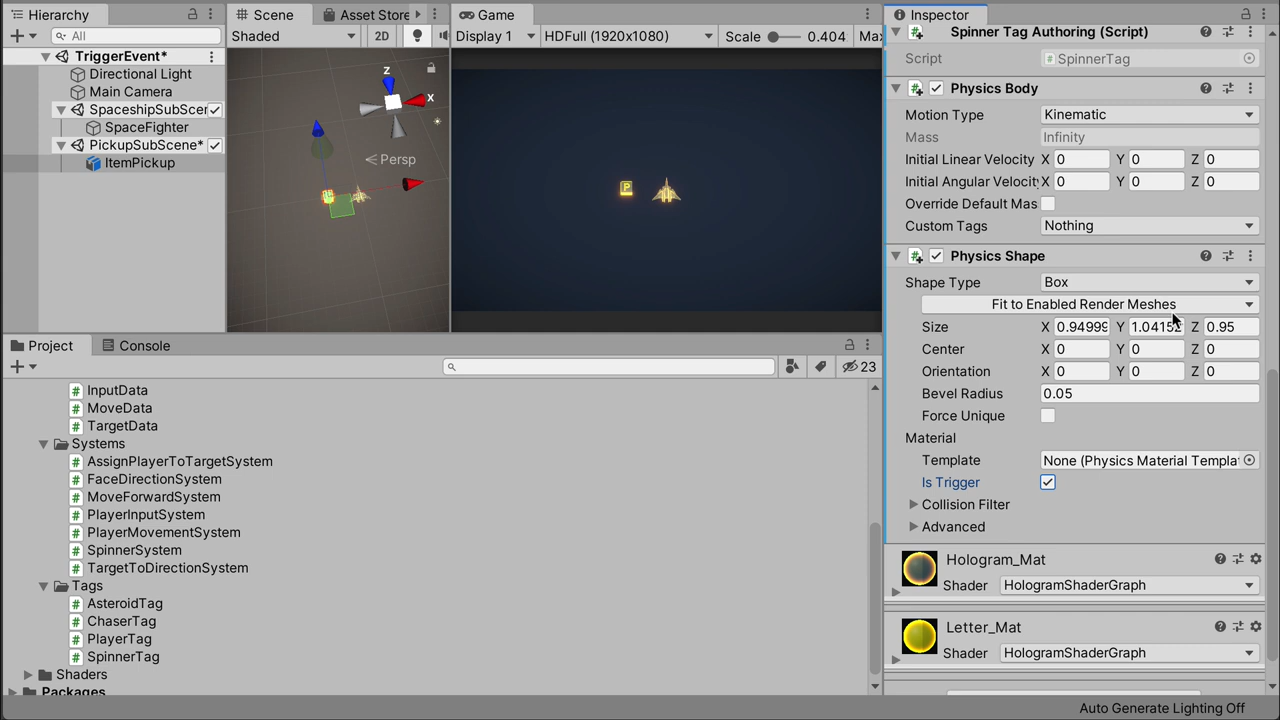 Hierarchy
Scene
Asset Store
Game
Inspector
All
Shaded
2D
Display 1
HDFull (1920x1080)
Scale
0.404
Max
Spinner Tag Authoring (Script)
Script
SpinnerTag
TriggerEvent*
Directional Light
Main Camera
SpaceshipSubScen
SpaceFighter
PickupSubScene*
ItemPickup
Z
X
Persp
P
Physics Body
Motion Type
Kinematic
Mass
Infinity
Initial Linear Velocity X 0 Y 0 Z 0
Initial Angular Velocity X 0 Y 0 Z 0
Override Default Mas
Custom Tags
Nothing
Physics Shape
Shape Type
Box
Fit to Enabled Render Meshes
Size X 0.94999 Y 1.0415 Z 0.95
Center X 0 Y 0 Z 0
Orientation X 0 Y 0 Z 0
Bevel Radius 0.05
Force Unique
Material
Template
None (Physics Material Templat
Is Trigger
Collision Filter
Advanced
Hologram_Mat
Shader
HologramShaderGraph
Letter_Mat
Shader
HologramShaderGraph
Project
Console
23
InputData
MoveData
TargetData
Systems
AssignPlayerToTargetSystem
FaceDirectionSystem
MoveForwardSystem
PlayerInputSystem
PlayerMovementSystem
SpinnerSystem
TargetToDirectionSystem
Tags
AsteroidTag
ChaserTag
PlayerTag
SpinnerTag
Shaders
Packages
Auto Generate Lighting Off